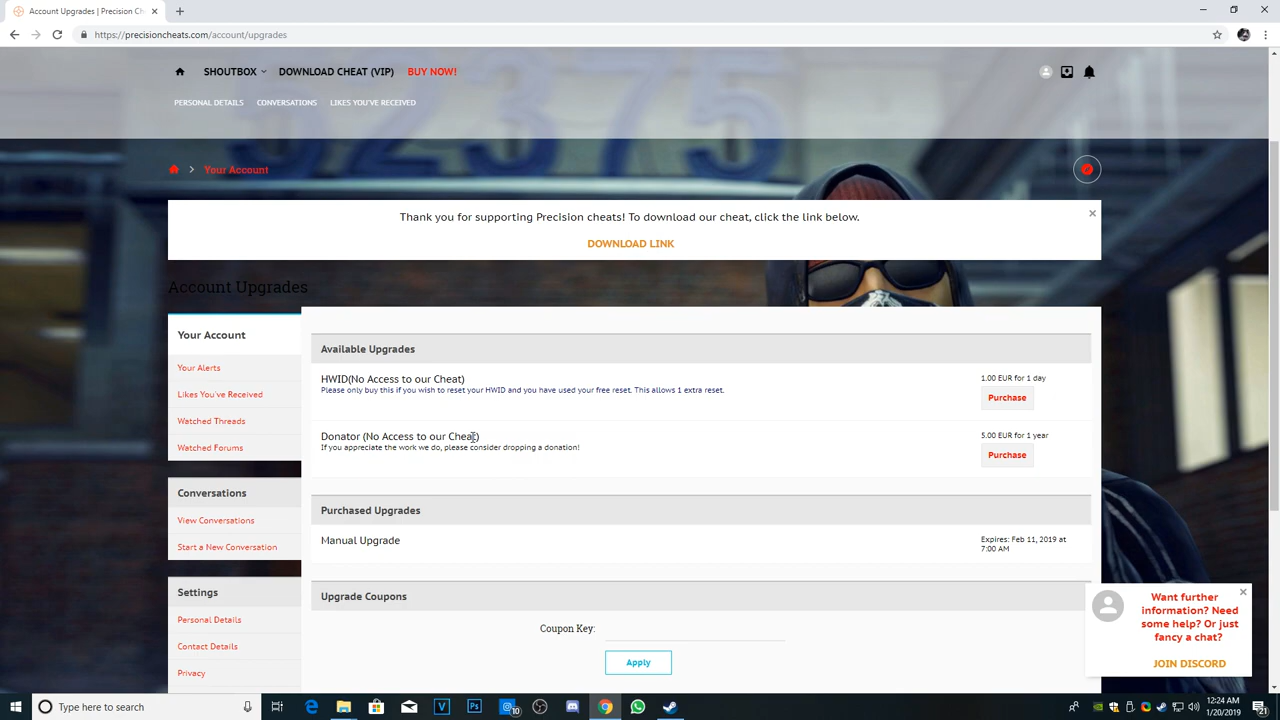 Account Upgrades | Precision Ch
https://precisioncheats.com/account/upgrades
SHOUTBOX
DOWNLOAD CHEAT (VIP)
BUY NOW!
PERSONAL DETAILS
CONVERSATIONS
LIKES YOU'VE RECEIVED
52375
Your Account
Thank you for supporting Precision cheats! To download our cheat, click the link below.
DOWNLOAD LINK
Account Upgrades
Your Account
Your Alerts
Likes You've Received
Watched Threads
Watched Forums
Conversations
View Conversations
Start a New Conversation
Settings
Personal Details
Contact Details
Privacy
Available Upgrades
HWID(No Access to our Cheat)
Please only buy this if you wish to reset your HWID and you have used your free reset. This allows 1 extra reset.
1.00 EUR for 1 day
Purchase
Donator (No Access to our Cheat)
If you appreciate the work we do, please consider dropping a donation!
5.00 EUR for 1 year
Purchase
Purchased Upgrades
Manual Upgrade
Expires: Feb 11, 2019 at
7:00 AM
Upgrade Coupons
Coupon Key:
Apply
Want further
information? Need
some help? Or just
fancy a chat?
JOIN DISCORD
Type here to search
10
12:24 AM
1/20/2019
21